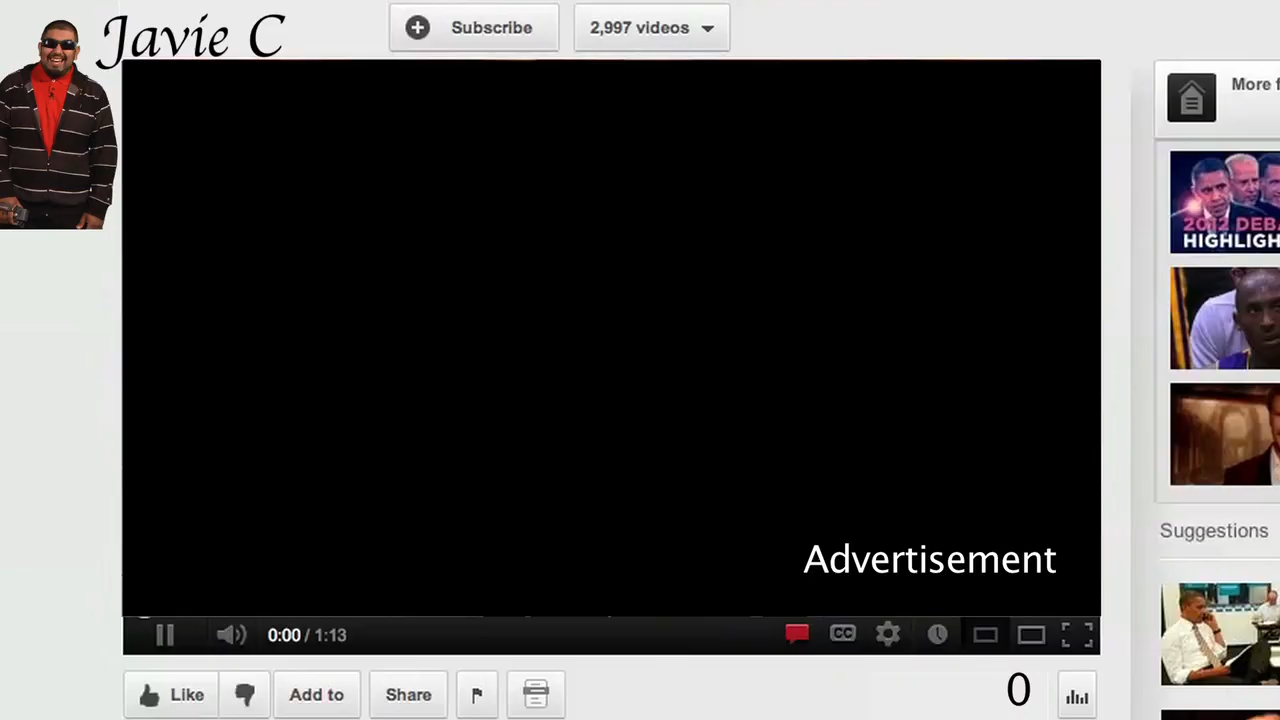 Javie C
Subscribe
2,997 videos
More f
2012 DEBA
HIGHLIGH
Advertisement
0:00 / 1:13
CC
Suggestions
Like
Add to
Share
0